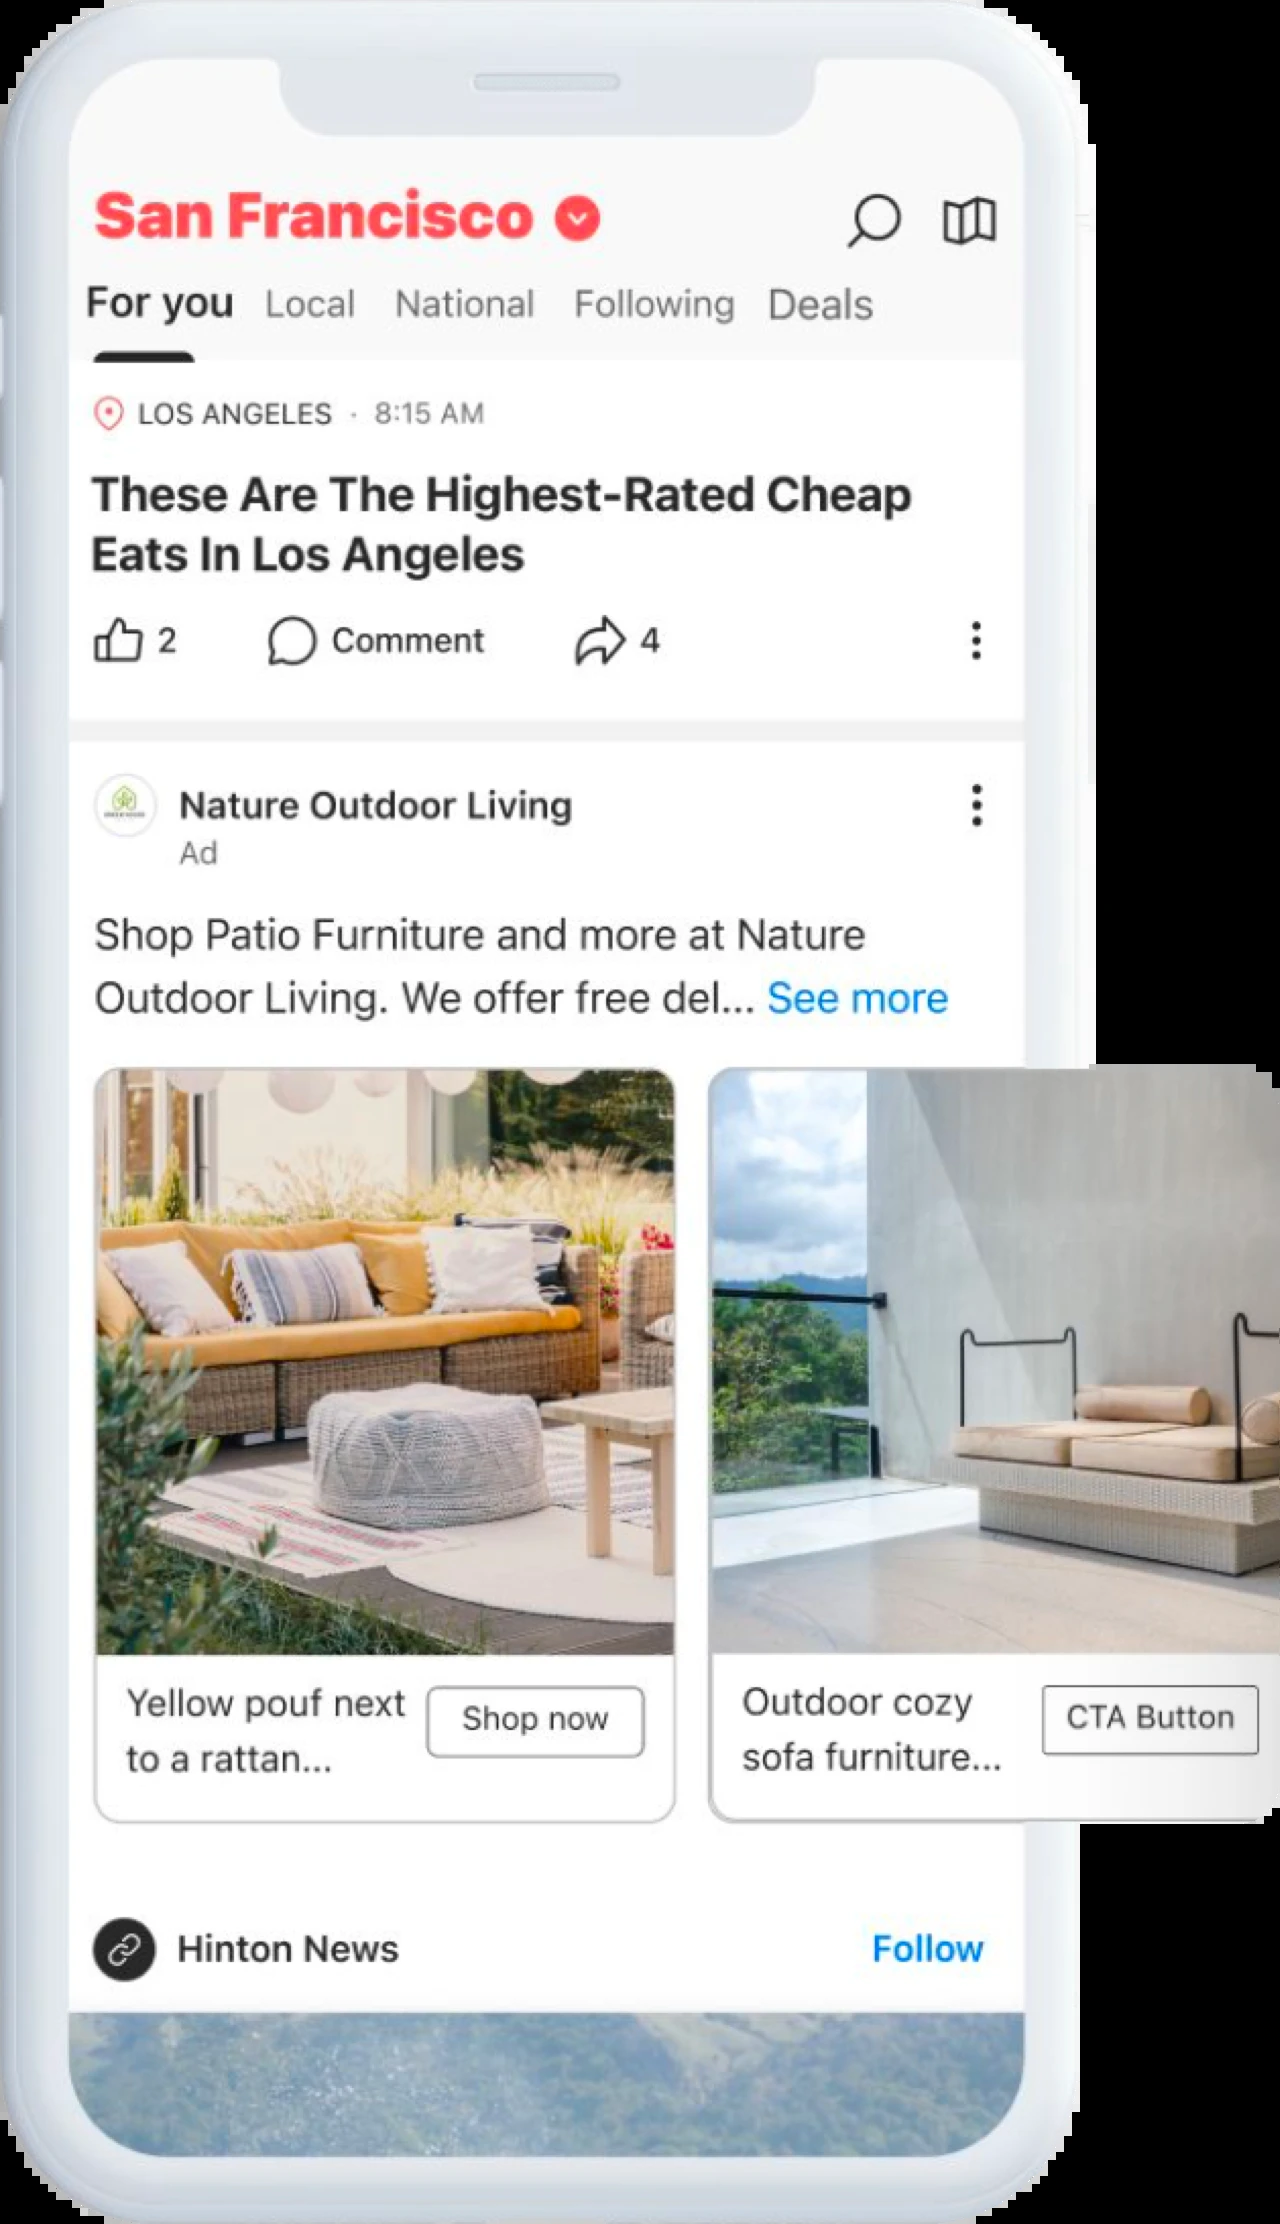 San Francisco
For you Local National Following Deals
LOS ANGELES · 8:15 AM
These Are The Highest-Rated Cheap
Eats In Los Angeles
2 Comment 4
Nature Outdoor Living
Ad
Shop Patio Furniture and more at Nature
Outdoor Living. We offer free del... See more
Yellow pouf next
to a rattan...
Shop now
Outdoor cozy
sofa furniture...
CTA Button
Hinton News Follow